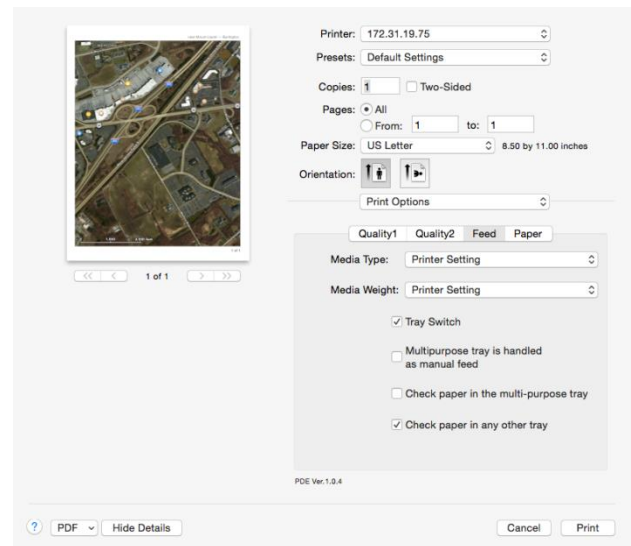 Printer: 172.31.19.75
Presets: Default Settings
Copies: 1 Two-Sided
Pages: All
From: 1 to: 1
Paper Size: US Letter 8.50 by 11.00 inches
Orientation:
Print Options
Quality1 Quality2 Feed Paper
Media Type: Printer Setting
Media Weight: Printer Setting
Tray Switch
Multipurpose tray is handled
as manual feed
Check paper in the multi-purpose tray
Check paper in any other tray
PDE Ver.1.0.4
1 of 1
? PDF Hide Details Cancel Print